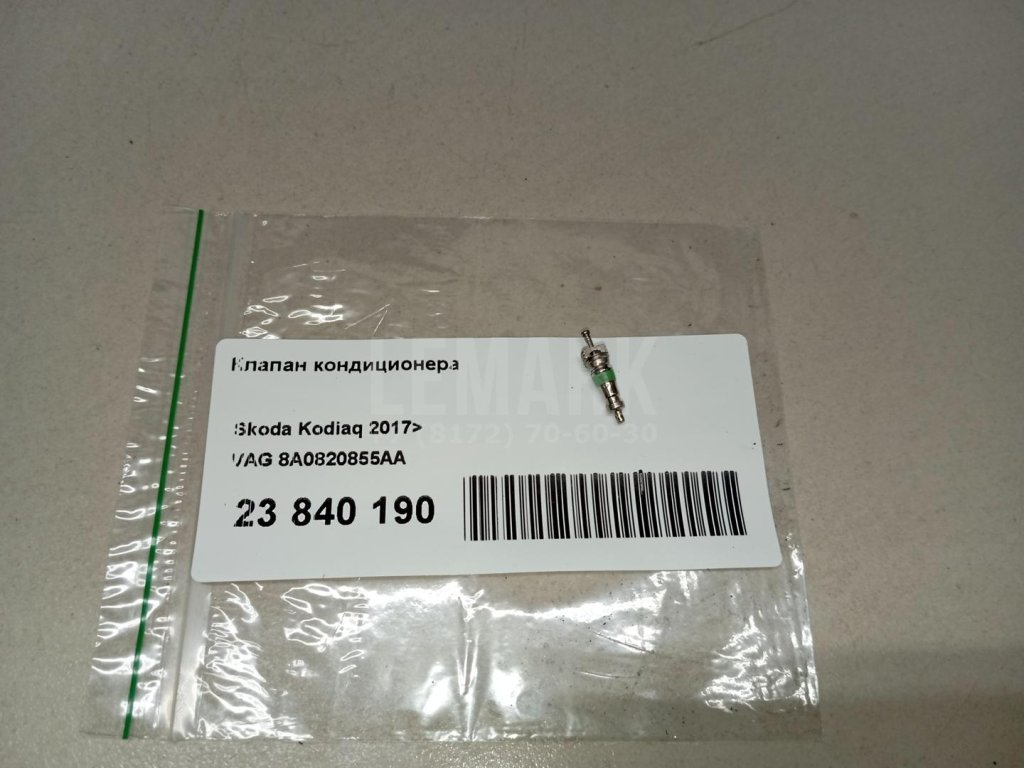 Клапан кондиционера
LEMARK
(8172) 70-60-30
Skoda Kodiaq 2017>
VAG 8A0820855AA
23 840 190